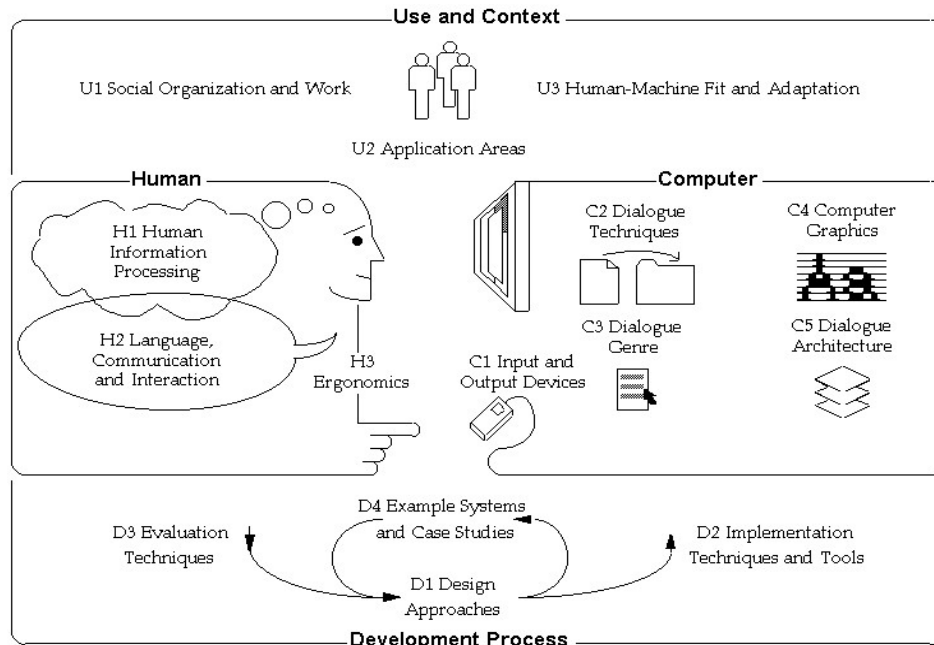 Use and Context
U1 Social Organization and Work
U3 Human-Machine Fit and Adaptation
U2 Application Areas
Human
H1 Human
Information
Processing
H2 Language,
Communication
and Interaction
H3
Ergonomics
Computer
C1 Input and
Output Devices
C2 Dialogue
Techniques
C3 Dialogue
Genre
C4 Computer
Graphics
C5 Dialogue
Architecture
D3 Evaluation
Techniques
D4 Example Systems
and Case Studies
D1 Design
Approaches
D2 Implementation
Techniques and Tools
Development Process